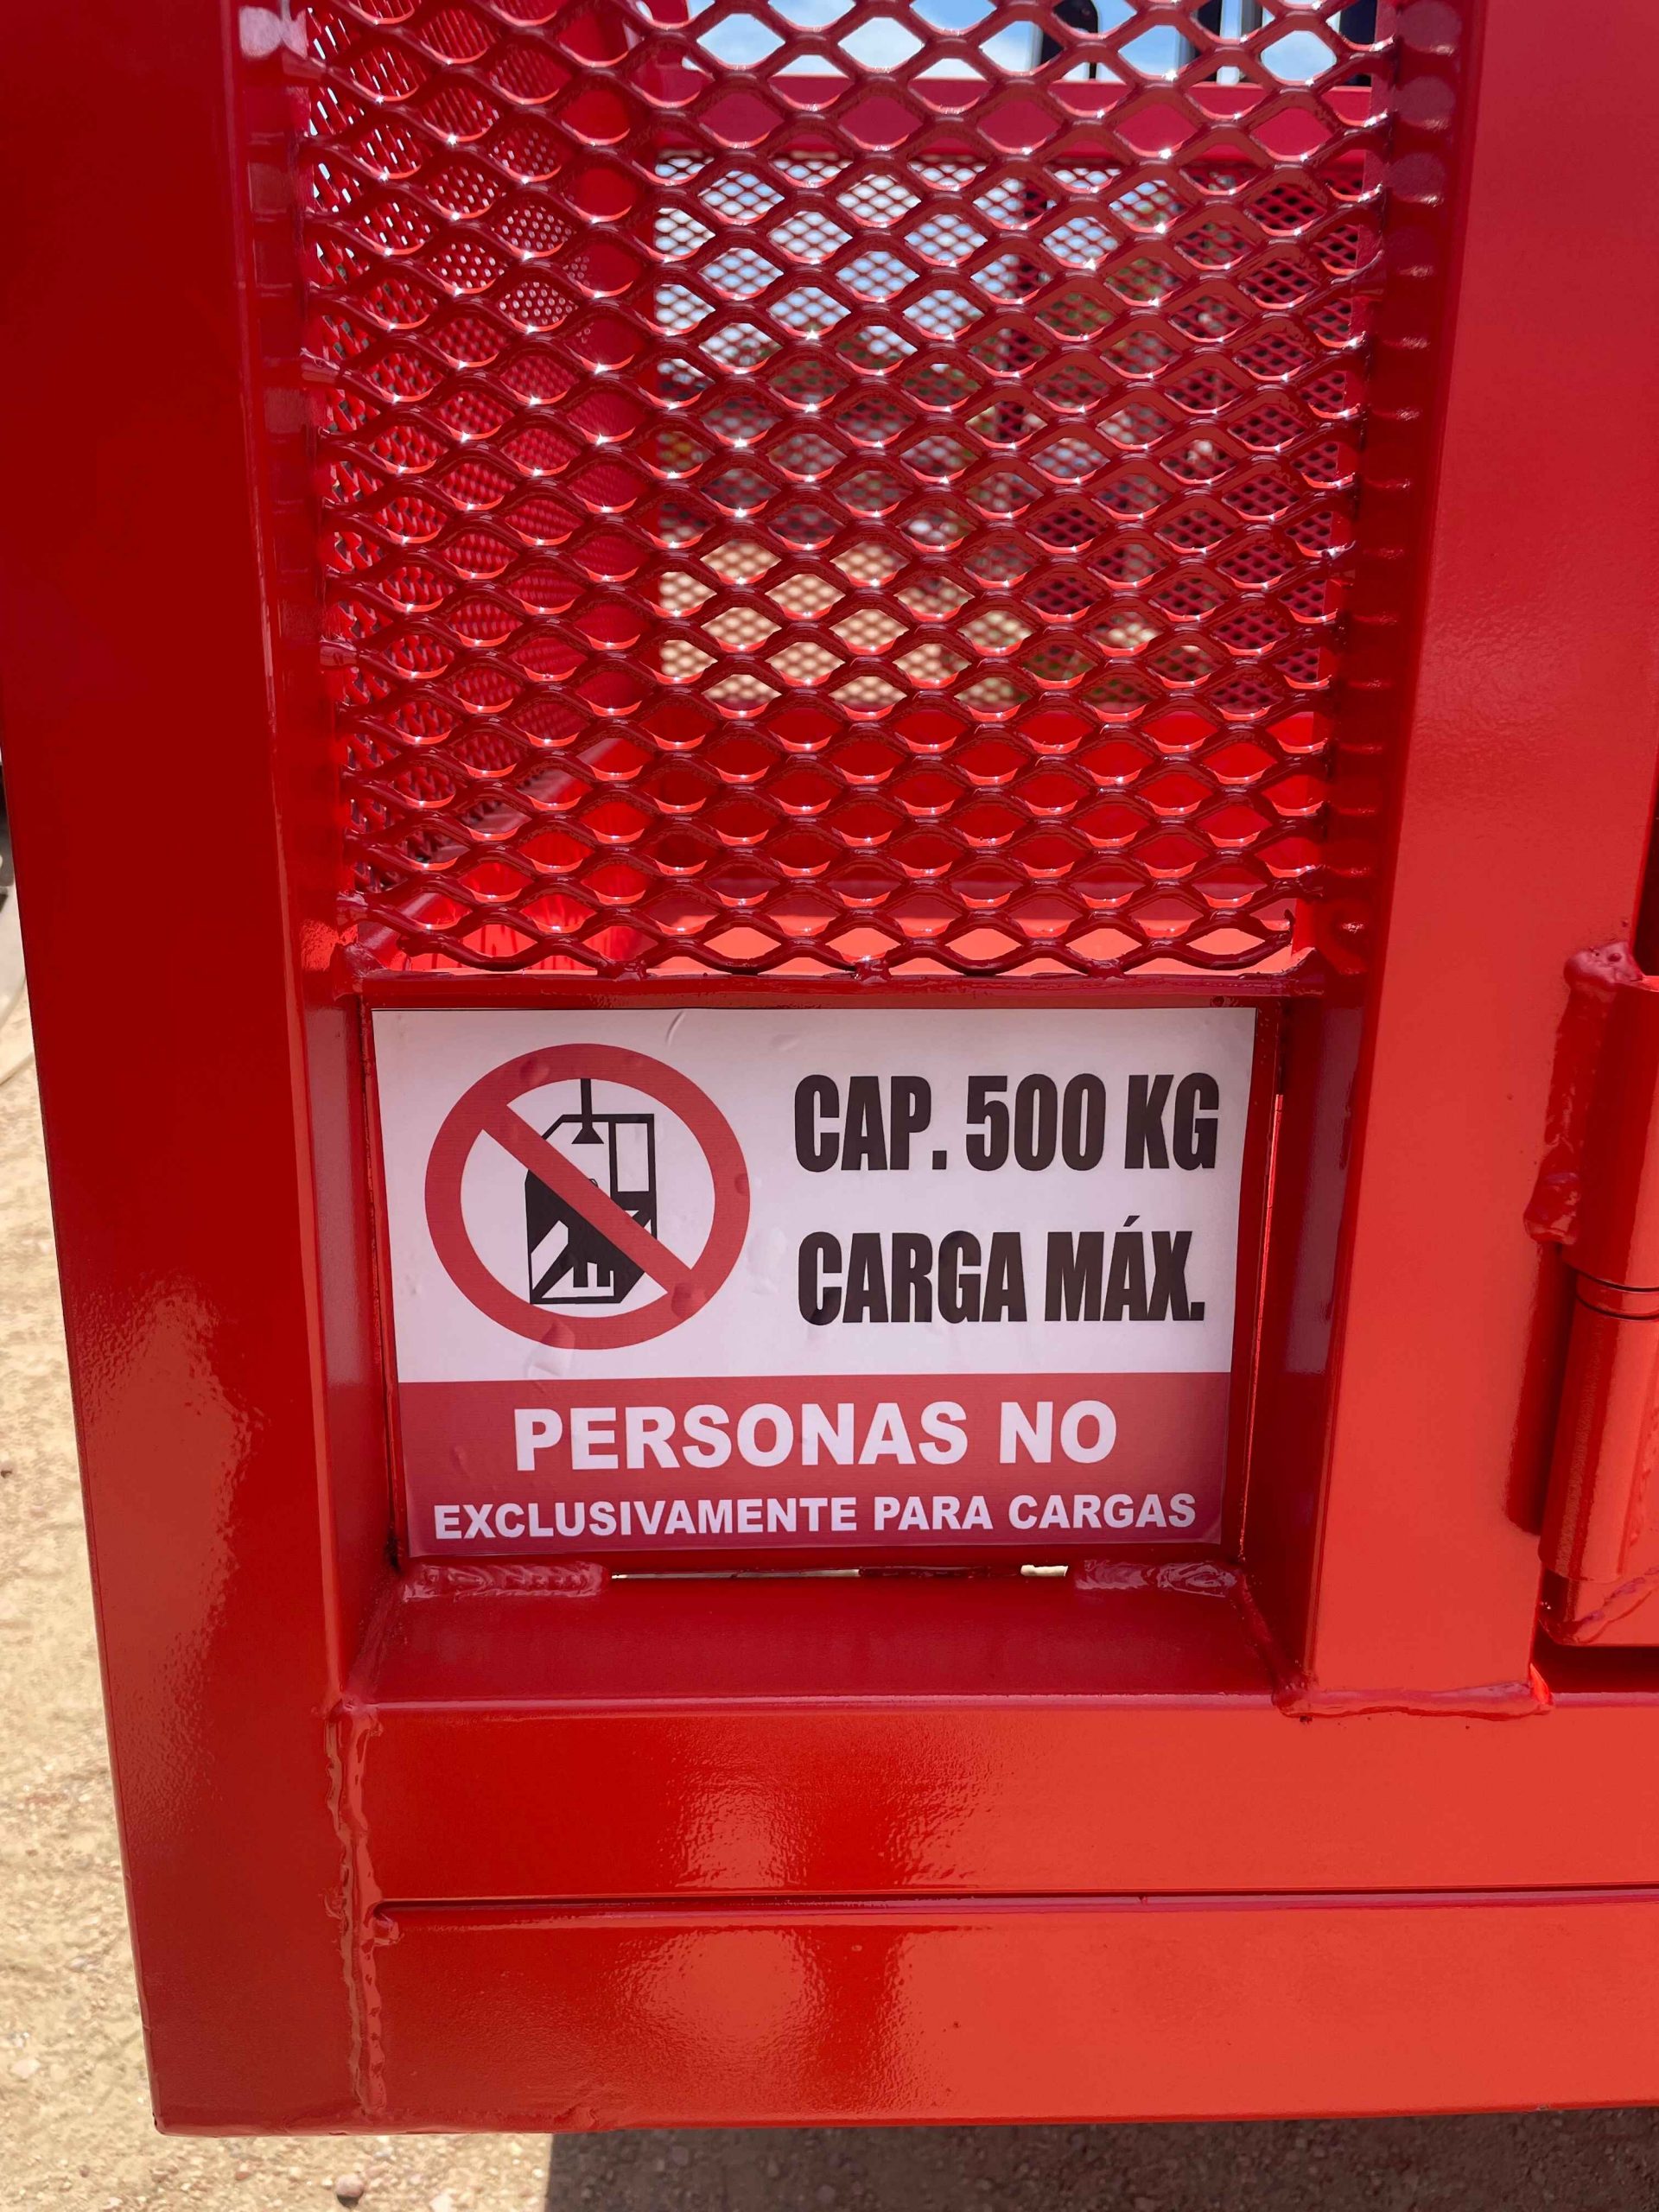 CAP. 500 KG
CARGA MÁX.
PERSONAS NO
EXCLUSIVAMENTE PARA CARGAS